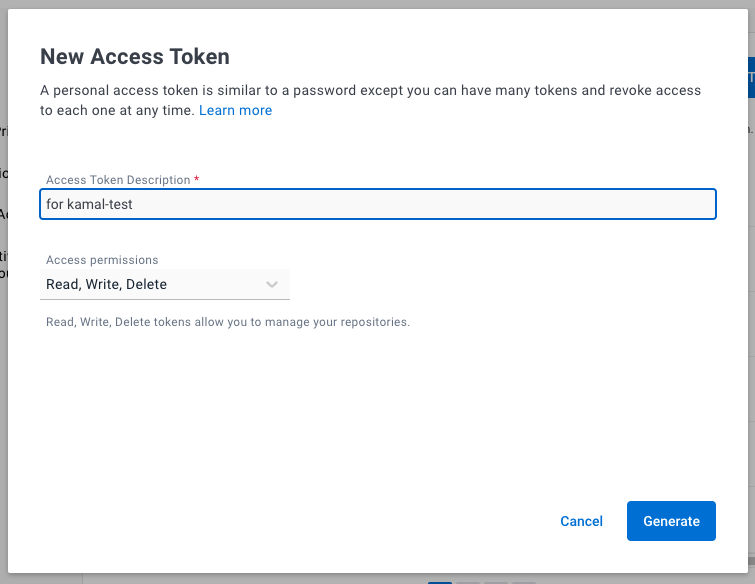 New Access Token
A personal access token is similar to a password except you can have many tokens and revoke access
to each one at any time. Learn more
Access Token Description *
for kamal-test
Access permissions
Read, Write, Delete
Read, Write, Delete tokens allow you to manage your repositories.
Cancel
Generate